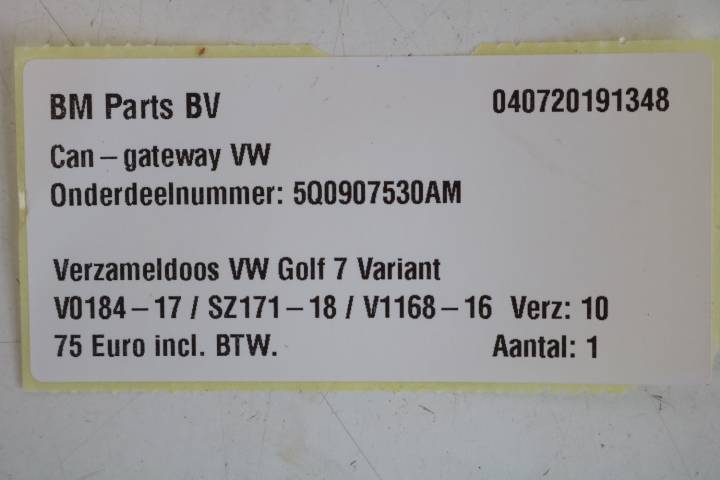 BM Parts BV 040720191348
Can – gateway VW
Onderdeelnummer: 5Q0907530AM
Verzameldoos VW Golf 7 Variant
V0184 – 17 / SZ171 – 18 / V1168 – 16 Verz: 10
75 Euro incl. BTW. Aantal: 1